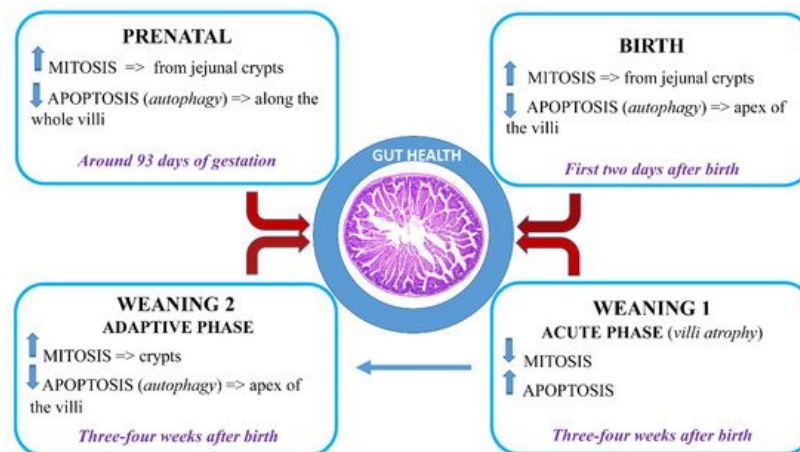 PRENATAL
MITOSIS => from jejunal crypts
APOPTOSIS (autophagy) => along the
whole villi
Around 93 days of gestation
BIRTH
MITOSIS => from jejunal crypts
APOPTOSIS (autophagy) => apex of
the villi
First two days after birth
GUT HEALTH
WEANING 2
ADAPTIVE PHASE
MITOSIS => crypts
APOPTOSIS (autophagy) => apex of
the villi
Three-four weeks after birth
WEANING 1
ACUTE PHASE (villi atrophy)
MITOSIS
APOPTOSIS
Three-four weeks after birth